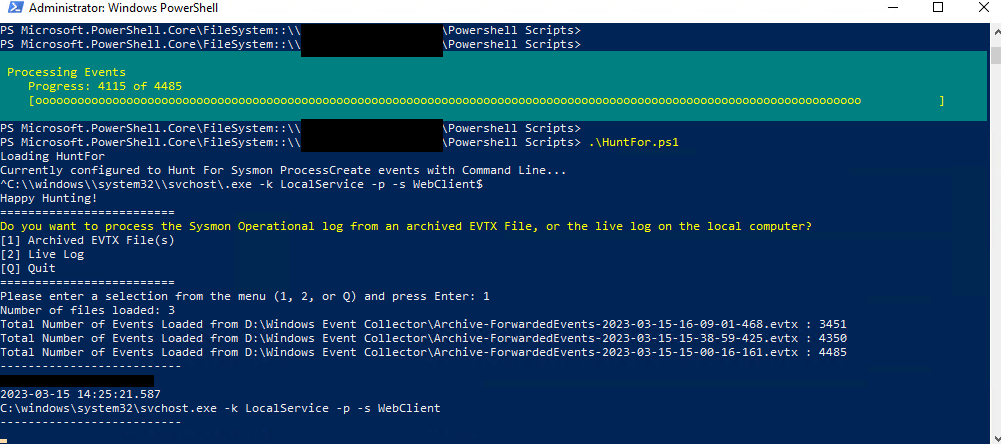 Administrator: Windows PowerShell
PS Microsoft.PowerShell.Core\FileSystem::\\ \Powershell Scripts>
PS Microsoft.PowerShell.Core\FileSystem::\\ \Powershell Scripts>
Processing Events
Progress: 4115 of 4485
[oooooooooooooooooooooooooooooooooooooooooooooooooooooooooooooooooooooooooooooooooooooooooooooooooooooooooooooooooooooo ]
PS Microsoft.PowerShell.Core\FileSystem::\\ \Powershell Scripts>
PS Microsoft.PowerShell.Core\FileSystem::\\ \Powershell Scripts> .\HuntFor.ps1
Loading HuntFor
Currently configured to Hunt For Sysmon ProcessCreate events with Command Line...
^C:\\windows\\system32\\svchost\.exe -k LocalService -p -s WebClient$
Happy Hunting!
=========================
Do you want to process the Sysmon Operational log from an archived EVTX File, or the live log on the local computer?
[1] Archived EVTX File(s)
[2] Live Log
[Q] Quit
=========================
Please enter a selection from the menu (1, 2, or Q) and press Enter: 1
Number of files loaded: 3
Total Number of Events Loaded from D:\Windows Event Collector\Archive-ForwardedEvents-2023-03-15-16-09-01-468.evtx : 3451
Total Number of Events Loaded from D:\Windows Event Collector\Archive-ForwardedEvents-2023-03-15-15-38-59-425.evtx : 4350
Total Number of Events Loaded from D:\Windows Event Collector\Archive-ForwardedEvents-2023-03-15-15-00-16-161.evtx : 4485
--------------------------
2023-03-15 14:25:21.587
C:\windows\system32\svchost.exe -k LocalService -p -s WebClient
--------------------------